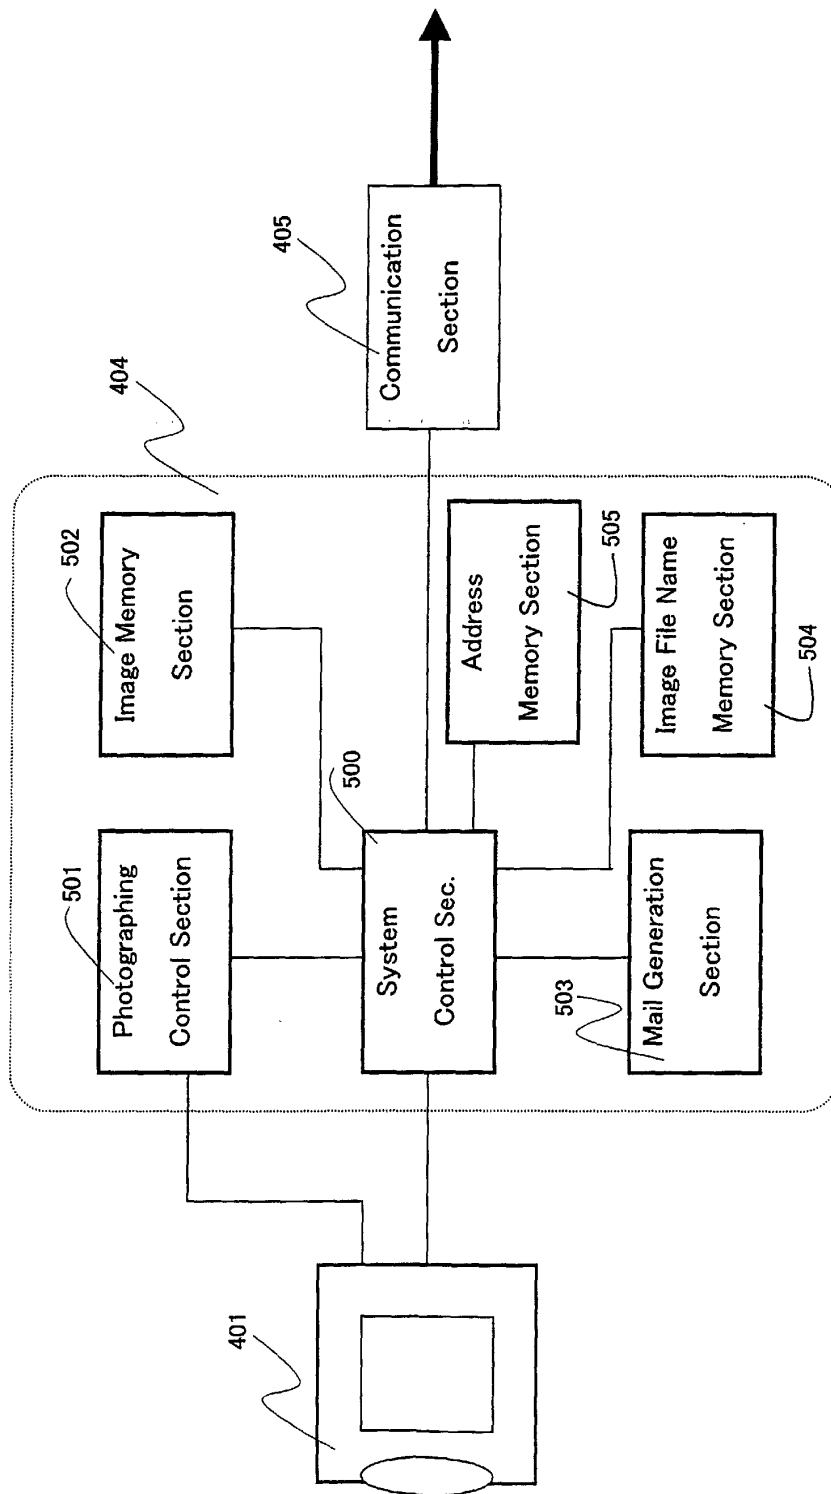 401
404
405
Photographing
Control Section
501
Image Memory
Section
502
System
Control Sec.
500
Communication
Section
Address
Memory Section
505
Mail Generation
Section
503
Image File Name
Memory Section
504